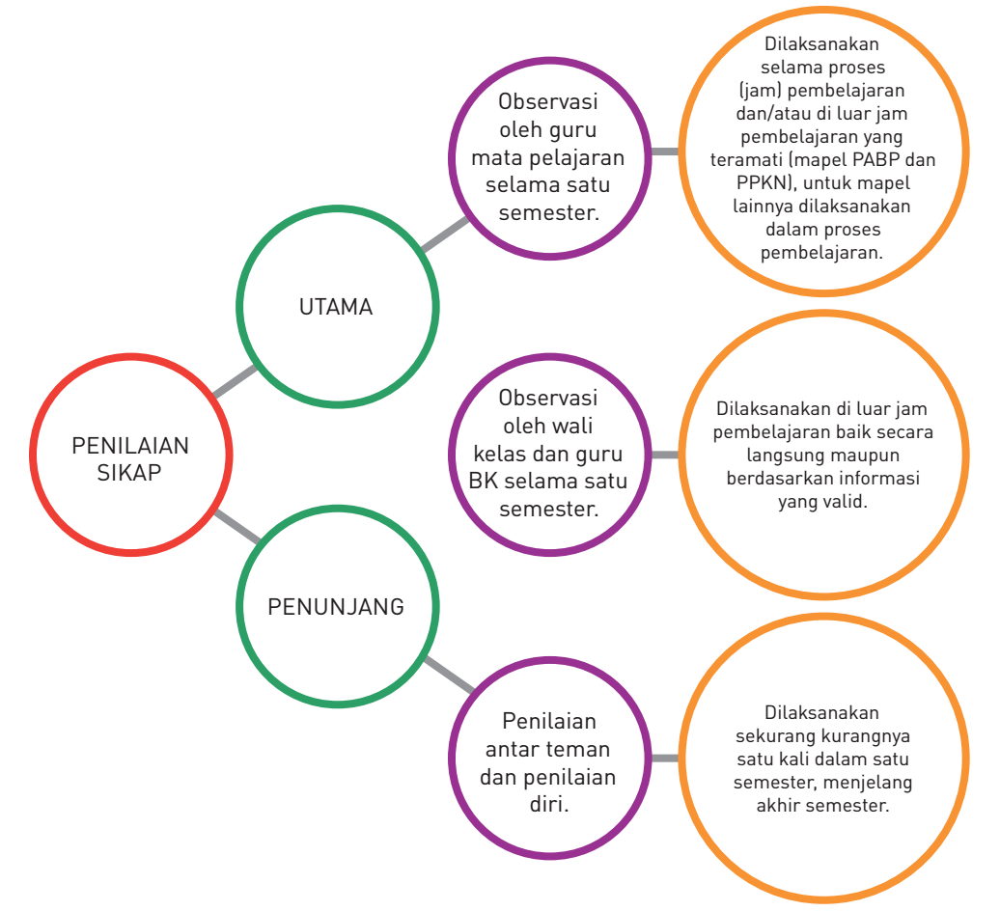 PENILAIAN
SIKAP
UTAMA
Observasi
oleh guru
mata pelajaran
selama satu
semester.
Dilaksanakan
selama proses
(jam) pembelajaran
dan/atau di luar jam
pembelajaran yang
teramati (mapel PABP dan
PPKN), untuk mapel
lainnya dilaksanakan
dalam proses
pembelajaran.
Observasi
oleh wali
kelas dan guru
BK selama satu
semester.
Dilaksanakan di luar jam
pembelajaran baik secara
langsung maupun
berdasarkan informasi
yang valid.
PENUNJANG
Penilaian
antar teman
dan penilaian
diri.
Dilaksanakan
sekurang kurangnya
satu kali dalam satu
semester, menjelang
akhir semester.